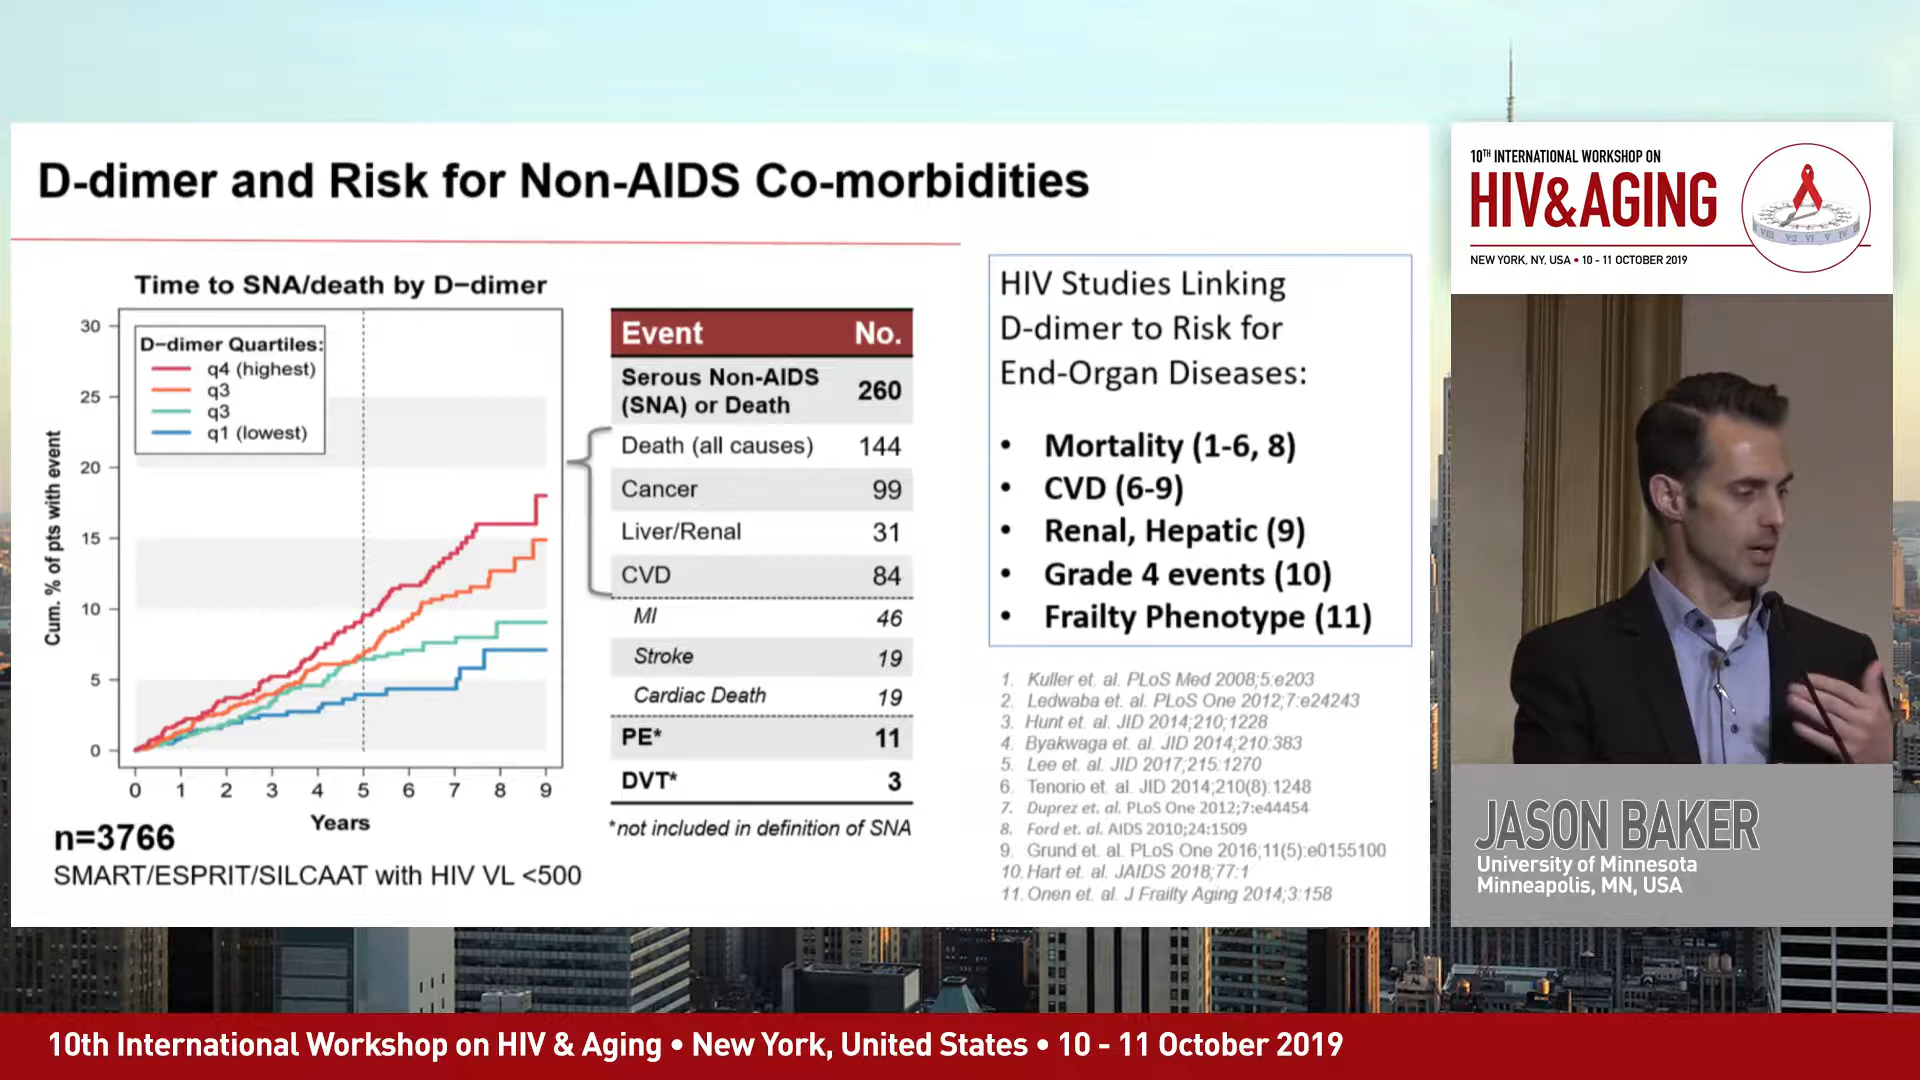 D-dimer and Risk for Non-AIDS Co-morbidities
Time to SNA/death by D−dimer
Cum. % of pts with event
30
25
20
15
10
5
0
D−dimer Quartiles:
q4 (highest)
q3
q3
q1 (lowest)
0 1 2 3 4 5 6 7 8 9
Years
n=3766
SMART/ESPRIT/SILCAAT with HIV VL <500
Event No.
Serous Non-AIDS
(SNA) or Death 260
Death (all causes) 144
Cancer 99
Liver/Renal 31
CVD 84
MI 46
Stroke 19
Cardiac Death 19
PE* 11
DVT* 3
*not included in definition of SNA
HIV Studies Linking
D-dimer to Risk for
End-Organ Diseases:
• Mortality (1-6, 8)
• CVD (6-9)
• Renal, Hepatic (9)
• Grade 4 events (10)
• Frailty Phenotype (11)
1. Kuller et. al. PLoS Med 2008;5:e203
2. Ledwaba et. al. PLoS One 2012;7:e24243
3. Hunt et. al. JID 2014;210;1228
4. Byakwaga et. al. JID 2014;210:383
5. Lee et. al. JID 2017;215:1270
6. Tenorio et. al. JID 2014;210(8):1248
7. Duprez et. al. PLoS One 2012;7:e44454
8. Ford et. al. AIDS 2010;24:1509
9. Grund et. al. PLoS One 2016;11(5):e0155100
10. Hart et. al. JAIDS 2018;77:1
11. Onen et. al. J Frailty Aging 2014;3:158
10TH INTERNATIONAL WORKSHOP ON
HIV&AGING
NEW YORK, NY, USA • 10 - 11 OCTOBER 2019
JASON BAKER
University of Minnesota
Minneapolis, MN, USA
10th International Workshop on HIV & Aging • New York, United States • 10 - 11 October 2019